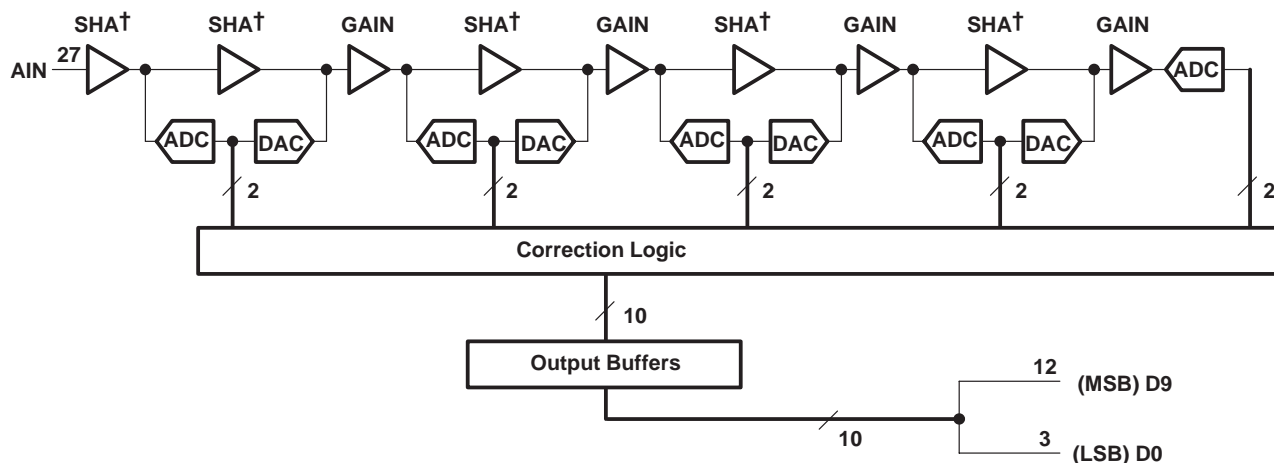 SHA† SHA† GAIN SHA† GAIN SHA† GAIN SHA† GAIN
AIN 27 ADC
ADC DAC ADC DAC ADC DAC ADC DAC
2 2 2 2 2
Correction Logic
10
Output Buffers
12 (MSB) D9
10
3 (LSB) D0